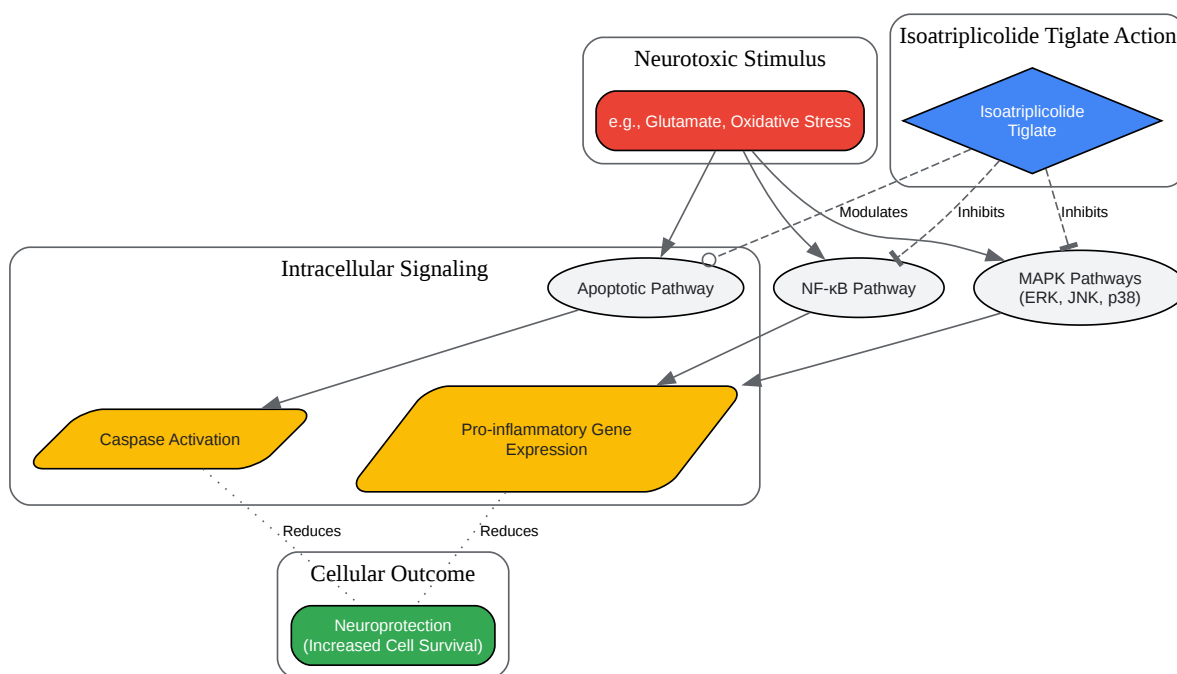 Isoatriplicolide Tiglate Action
Neurotoxic Stimulus
e.g., Glutamate, Oxidative Stress
Isoatriplicolide
Tiglate
Modulates
Inhibits
Inhibits
Intracellular Signaling
Apoptotic Pathway
NF-κB Pathway
MAPK Pathways
(ERK, JNK, p38)
Caspase Activation
Pro-inflammatory Gene
Expression
Reduces
Reduces
Cellular Outcome
Neuroprotection
(Increased Cell Survival)